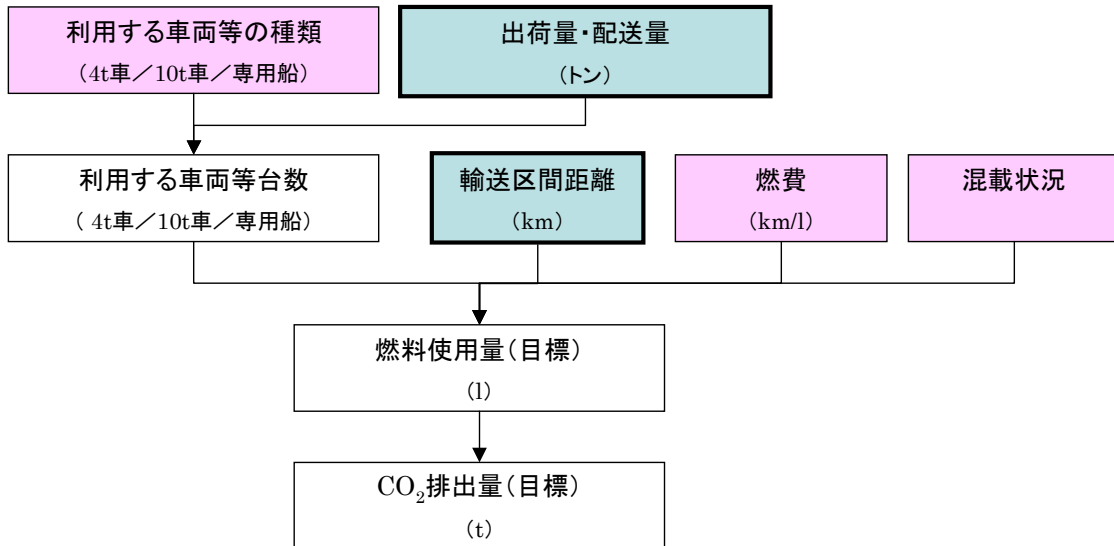 利用する車両等の種類
（4t車／10t車／専用船）
出荷量・配送量
（トン）
利用する車両等台数
（ 4t車／10t車／専用船）
輸送区間距離
（km）
燃費
（km/l）
混載状況
燃料使用量（目標）
（l）
CO₂排出量（目標）
（t）